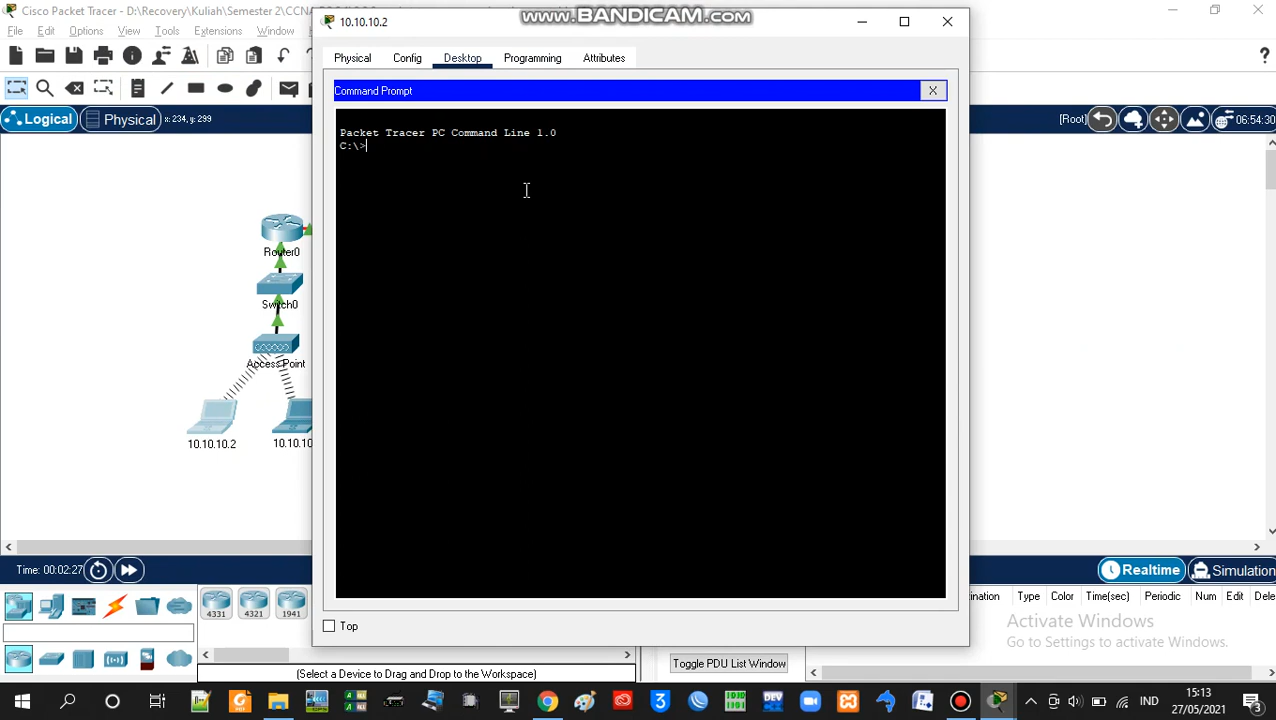 Cisco Packet Tracer - D:\Recovery\Kuliah\Semester 2\CCNA
10.10.10.2
www.BANDICAM.com
File Edit Options View Tools Extensions Window
Physical Config Desktop Programming Attributes
Command Prompt
X
Logical Physical x: 234, y: 299
[Root]
06:54:30
Packet Tracer PC Command Line 1.0
C:\>
Router0
Switch0
Access Point
10.10.10.2
10.10.10
Time: 00:02:27
Realtime
Simulation
4331
4321
1941
Top
Type Color Time(sec) Periodic Num Edit Dele
Activate Windows
Go to Settings to activate Windows.
(Select a Device to Drag and Drop to the Workspace)
Toggle PDU List Window
IND
15:13
27/05/2021
3